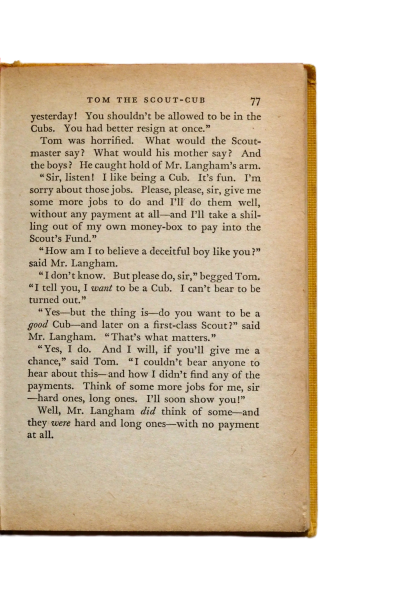 TOM THE SCOUT-CUB 77
yesterday! You shouldn't be allowed to be in the
Cubs. You had better resign at once."
Tom was horrified. What would the Scout-
master say? What would his mother say? And
the boys? He caught hold of Mr. Langham's arm.
"Sir, listen! I like being a Cub. It's fun. I'm
sorry about those jobs. Please, please, sir, give me
some more jobs to do and I'll do them well,
without any payment at all—and I'll take a shil-
ling out of my own money-box to pay into the
Scout's Fund."
"How am I to believe a deceitful boy like you?"
said Mr. Langham.
"I don't know. But please do, sir," begged Tom.
"I tell you, I want to be a Cub. I can't bear to be
turned out."
"Yes—but the thing is—do you want to be a
good Cub—and later on a first-class Scout?" said
Mr. Langham. "That's what matters."
"Yes, I do. And I will, if you'll give me a
chance," said Tom. "I couldn't bear anyone to
hear about this—and how I didn't find any of the
payments. Think of some more jobs for me, sir
—hard ones, long ones. I'll soon show you!"
Well, Mr. Langham did think of some—and
they were hard and long ones—with no payment
at all.